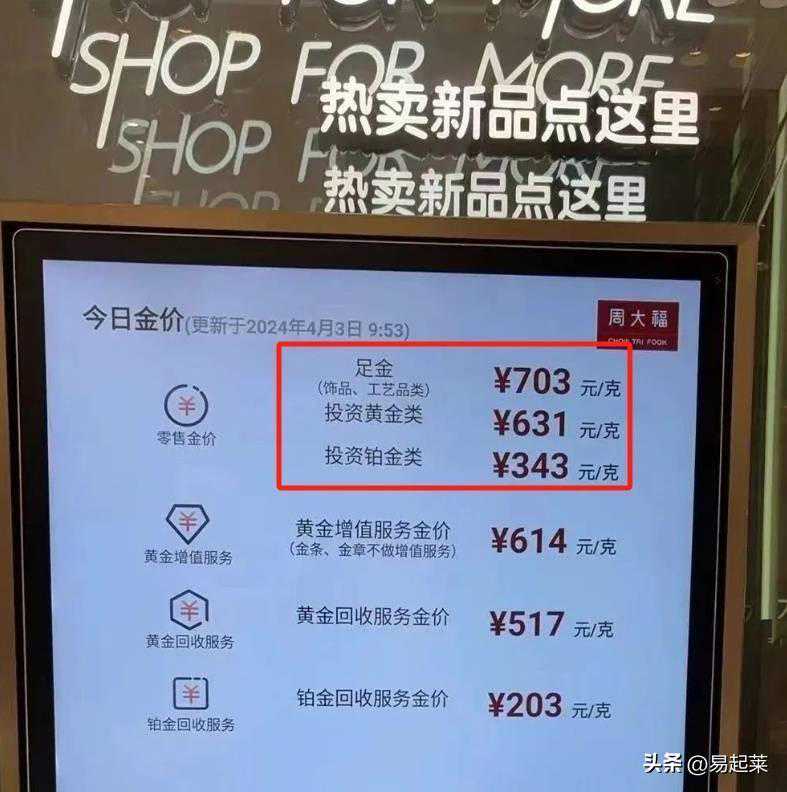 FOR MORE
SHOP FOR MORE
热卖新品点这里
SHOP FOR MORE
热卖新品点这里
今日金价(更新于2024年4月3日 9:53)
周大福
CHOW TAI FOOK
足金
(饰品、工艺品类)
¥703 元/克
零售金价
投资黄金类
¥631 元/克
投资铂金类
¥343 元/克
黄金增值服务
黄金增值服务金价
(金条、金章不做增值服务)
¥614 元/克
黄金回收服务
黄金回收服务金价
¥517 元/克
铂金回收服务
铂金回收服务金价
¥203 元/克
头条 @易起莱